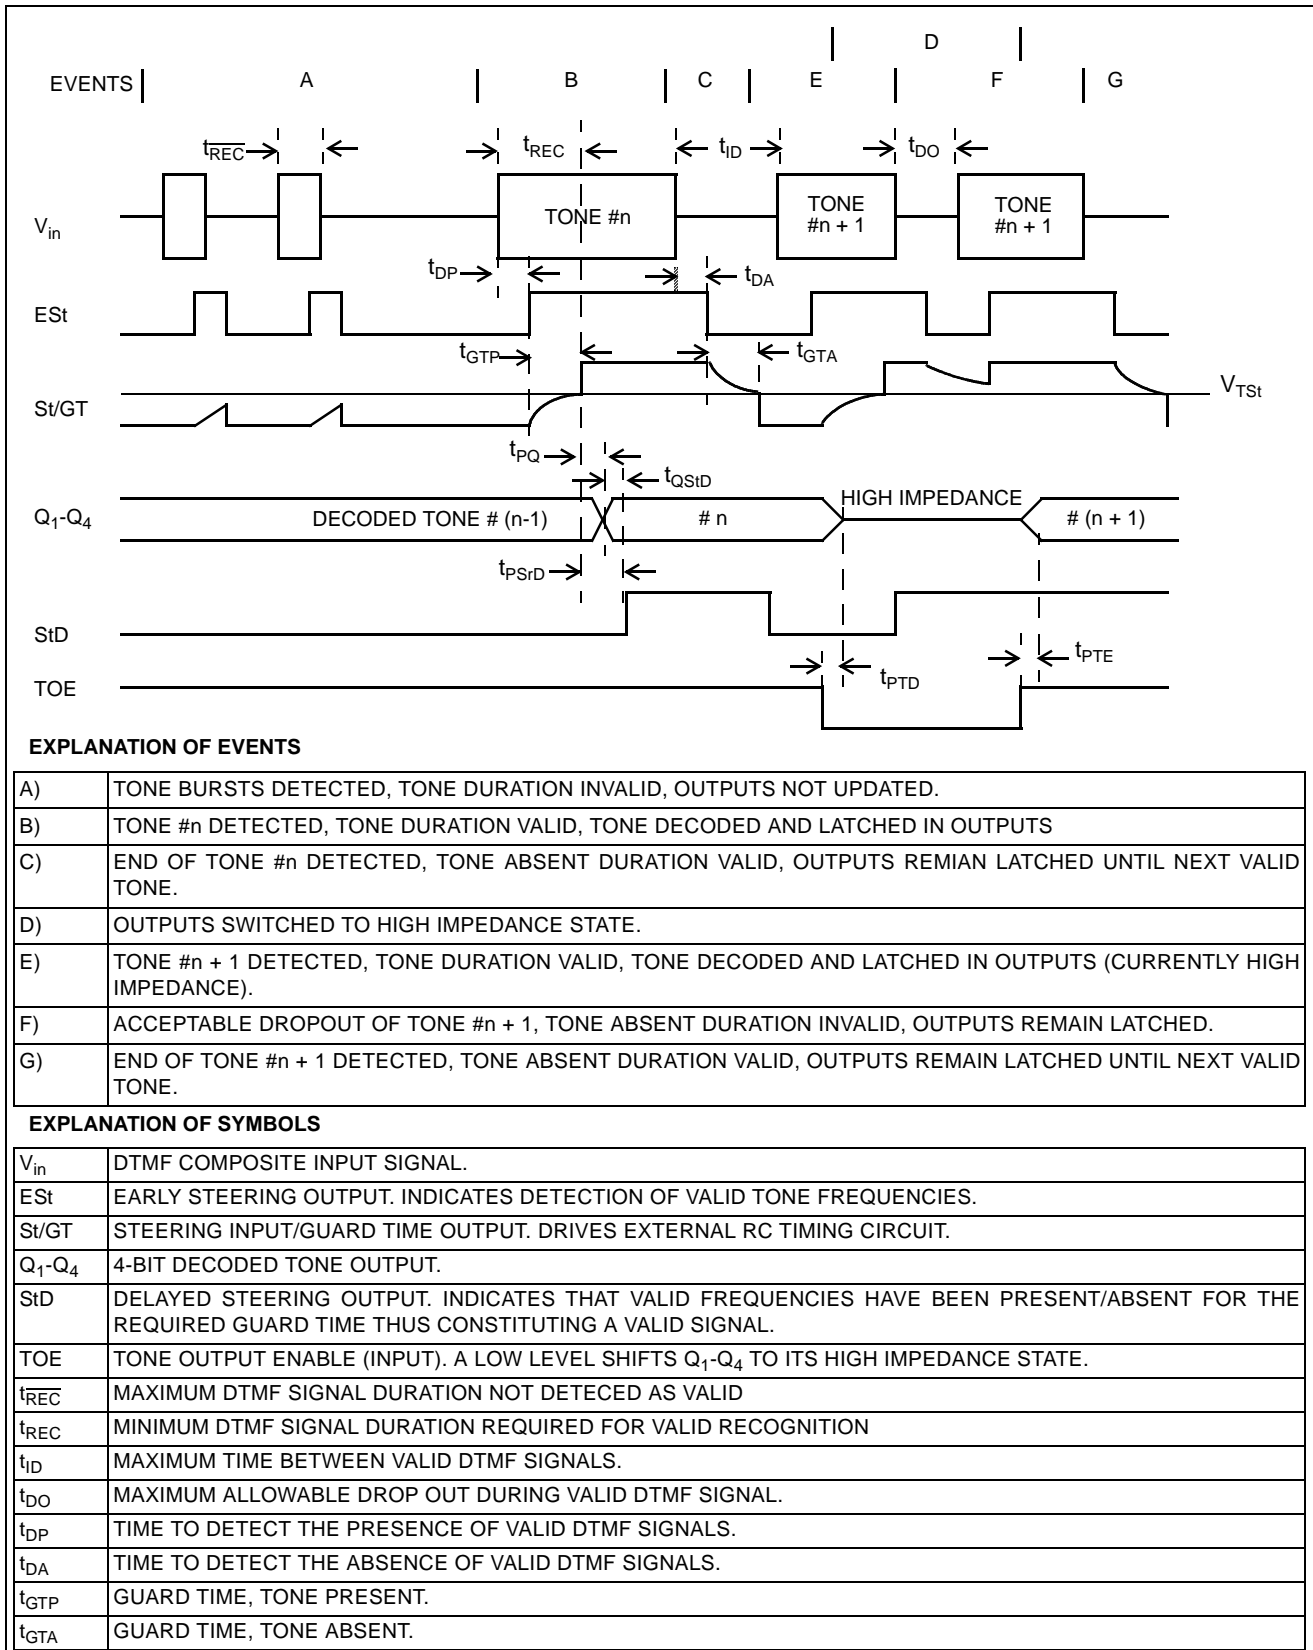 D
EVENTS A B C E F G
tREC tREC tID tDO
Vin TONE #n TONE #n + 1 TONE #n + 1
tDP tDA
ESt
tGTP tGTA
St/GT VTSt
tPQ tQStD
Q1-Q4 DECODED TONE # (n-1) # n HIGH IMPEDANCE # (n + 1)
tPSrD
StD
tPTE
tPTD
TOE
EXPLANATION OF EVENTS
A) TONE BURSTS DETECTED, TONE DURATION INVALID, OUTPUTS NOT UPDATED.
B) TONE #n DETECTED, TONE DURATION VALID, TONE DECODED AND LATCHED IN OUTPUTS
C) END OF TONE #n DETECTED, TONE ABSENT DURATION VALID, OUTPUTS REMIAN LATCHED UNTIL NEXT VALID
TONE.
D) OUTPUTS SWITCHED TO HIGH IMPEDANCE STATE.
E) TONE #n + 1 DETECTED, TONE DURATION VALID, TONE DECODED AND LATCHED IN OUTPUTS (CURRENTLY HIGH
IMPEDANCE).
F) ACCEPTABLE DROPOUT OF TONE #n + 1, TONE ABSENT DURATION INVALID, OUTPUTS REMAIN LATCHED.
G) END OF TONE #n + 1 DETECTED, TONE ABSENT DURATION VALID, OUTPUTS REMAIN LATCHED UNTIL NEXT VALID
TONE.
EXPLANATION OF SYMBOLS
Vin DTMF COMPOSITE INPUT SIGNAL.
ESt EARLY STEERING OUTPUT. INDICATES DETECTION OF VALID TONE FREQUENCIES.
St/GT STEERING INPUT/GUARD TIME OUTPUT. DRIVES EXTERNAL RC TIMING CIRCUIT.
Q1-Q4 4-BIT DECODED TONE OUTPUT.
StD DELAYED STEERING OUTPUT. INDICATES THAT VALID FREQUENCIES HAVE BEEN PRESENT/ABSENT FOR THE
REQUIRED GUARD TIME THUS CONSTITUTING A VALID SIGNAL.
TOE TONE OUTPUT ENABLE (INPUT). A LOW LEVEL SHIFTS Q1-Q4 TO ITS HIGH IMPEDANCE STATE.
tREC MAXIMUM DTMF SIGNAL DURATION NOT DETECED AS VALID
tREC MINIMUM DTMF SIGNAL DURATION REQUIRED FOR VALID RECOGNITION
tID MAXIMUM TIME BETWEEN VALID DTMF SIGNALS.
tDO MAXIMUM ALLOWABLE DROP OUT DURING VALID DTMF SIGNAL.
tDP TIME TO DETECT THE PRESENCE OF VALID DTMF SIGNALS.
tDA TIME TO DETECT THE ABSENCE OF VALID DTMF SIGNALS.
tGTP GUARD TIME, TONE PRESENT.
tGTA GUARD TIME, TONE ABSENT.